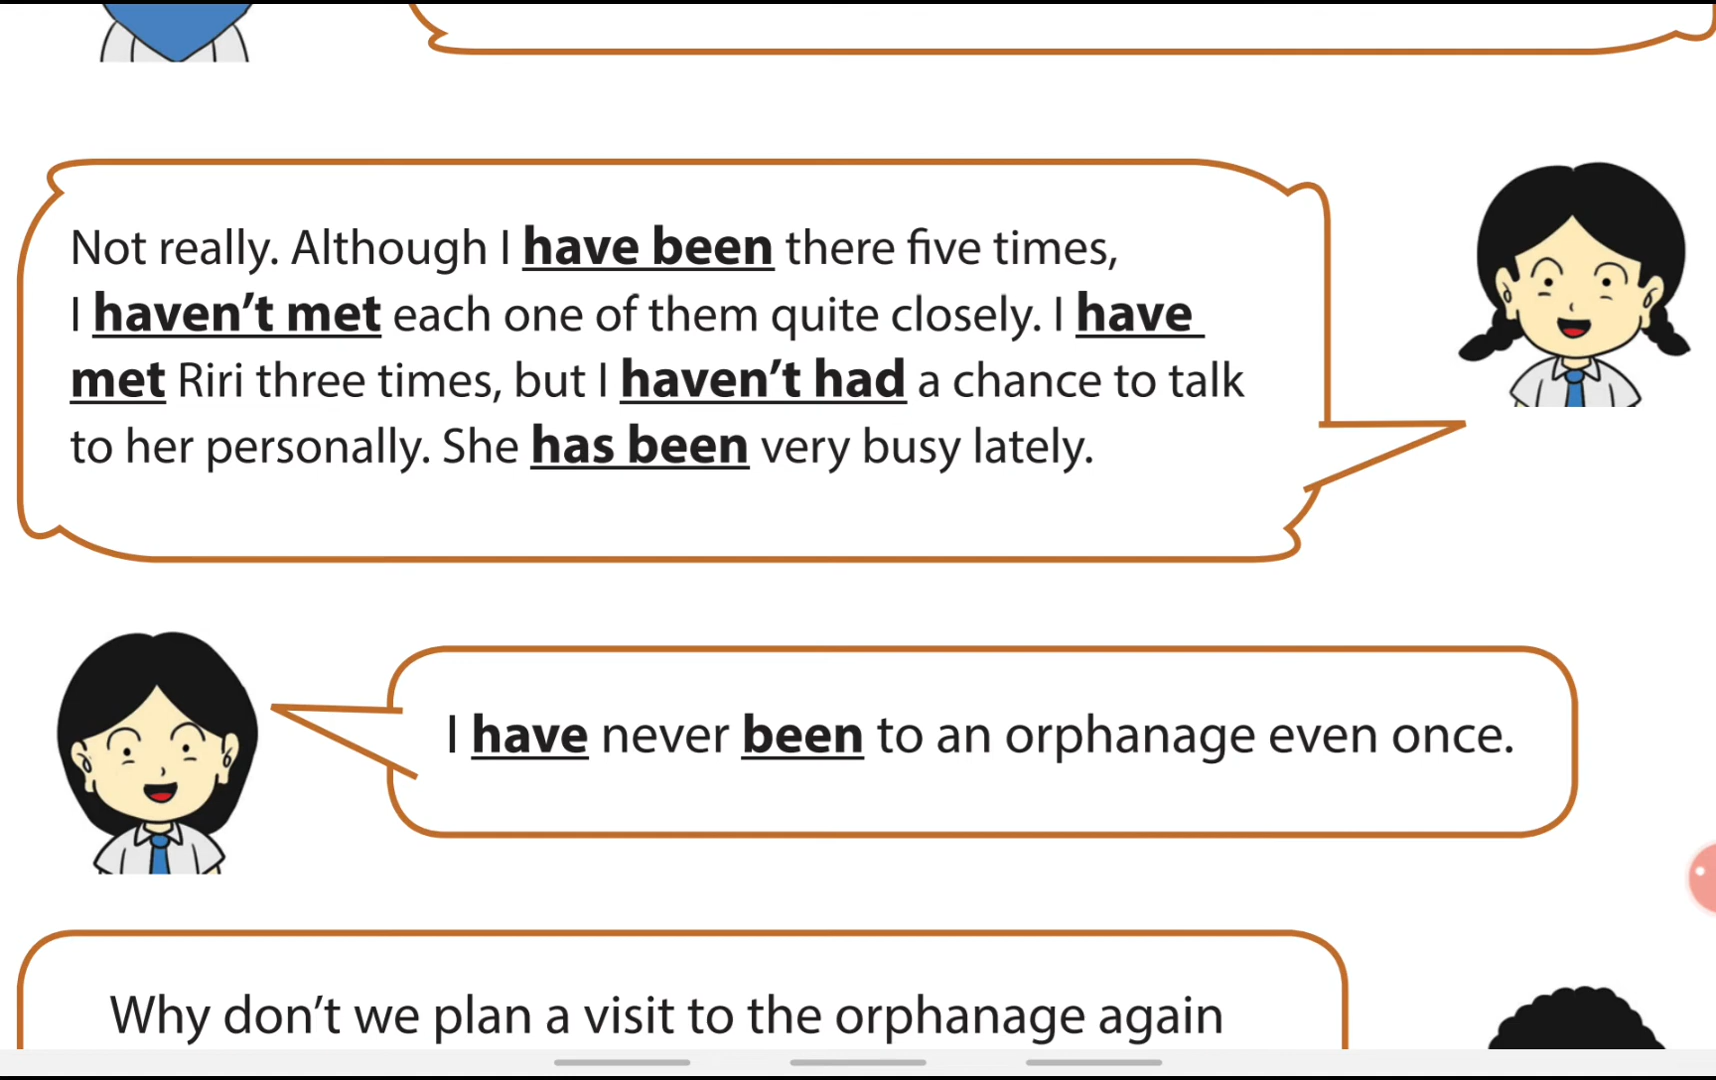 Not really. Although I have been there five times,
I haven’t met each one of them quite closely. I have
met Riri three times, but I haven’t had a chance to talk
to her personally. She has been very busy lately.
I have never been to an orphanage even once.
Why don’t we plan a visit to the orphanage again